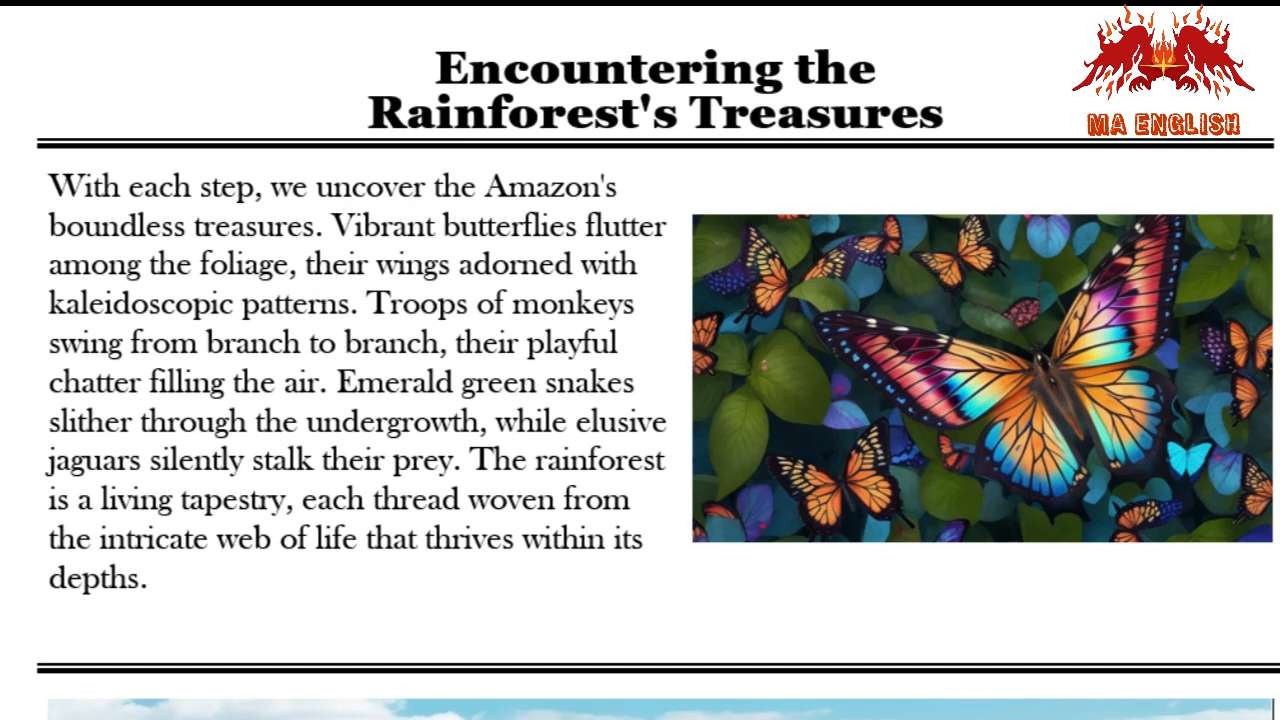 Encountering the
Rainforest's Treasures
MA ENGLISH
With each step, we uncover the Amazon's
boundless treasures. Vibrant butterflies flutter
among the foliage, their wings adorned with
kaleidoscopic patterns. Troops of monkeys
swing from branch to branch, their playful
chatter filling the air. Emerald green snakes
slither through the undergrowth, while elusive
jaguars silently stalk their prey. The rainforest
is a living tapestry, each thread woven from
the intricate web of life that thrives within its
depths.